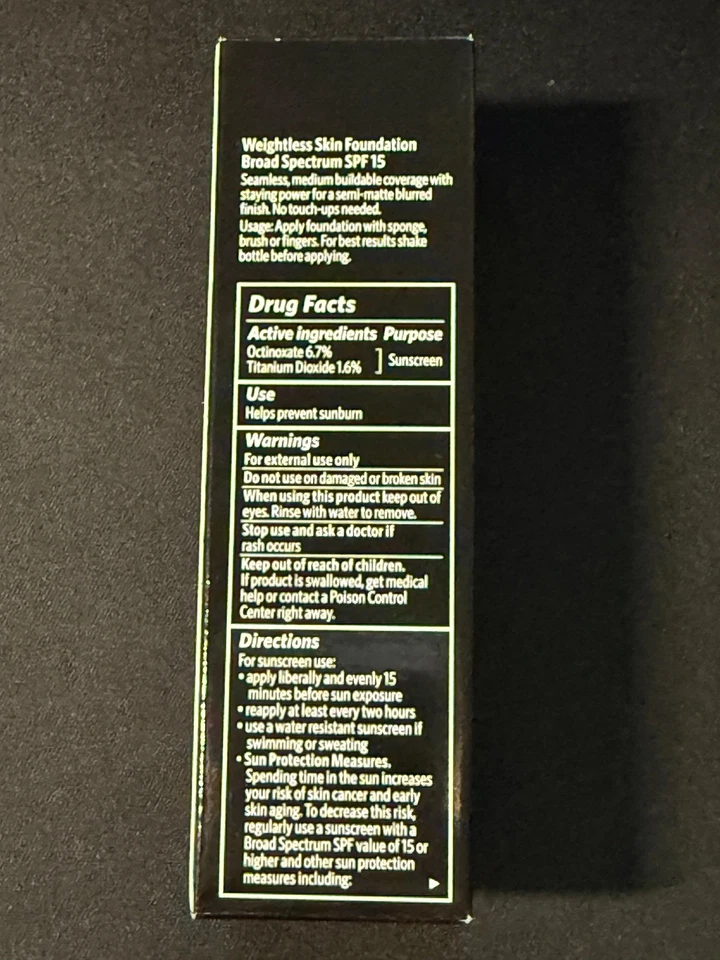 Weightless Skin Foundation
Broad Spectrum SPF 15
Seamless, medium buildable coverage with
staying power for a semi-matte blurred
finish. No touch-ups needed.
Usage: Apply foundation with sponge,
brush or fingers. For best results shake
bottle before applying.
Drug Facts
Active ingredients Purpose
Octinoxate 6.7%
Titanium Dioxide 1.6% ] Sunscreen
Use
Helps prevent sunburn
Warnings
For external use only
Do not use on damaged or broken skin
When using this product keep out of
eyes. Rinse with water to remove.
Stop use and ask a doctor if
rash occurs
Keep out of reach of children.
If product is swallowed, get medical
help or contact a Poison Control
Center right away.
Directions
For sunscreen use:
• apply liberally and evenly 15
minutes before sun exposure
• reapply at least every two hours
• use a water resistant sunscreen if
swimming or sweating
• Sun Protection Measures.
Spending time in the sun increases
your risk of skin cancer and early
skin aging. To decrease this risk,
regularly use a sunscreen with a
Broad Spectrum SPF value of 15 or
higher and other sun protection
measures including: ▶